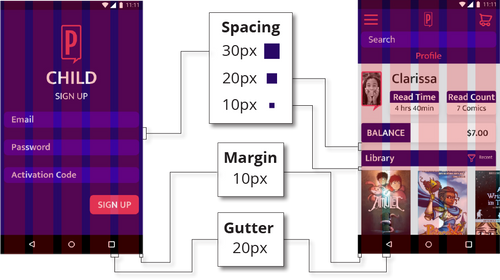 11:11
P
CHILD
SIGN UP
Email
Password
Activation Code
SIGN UP
Spacing
30px
20px
10px
Margin
10px
Gutter
20px
11:11
P
Search
Profile
Clarissa
Read Time
4 hrs 40min
Read Count
7 Comics
BALANCE
$7.00
Library
AMULET